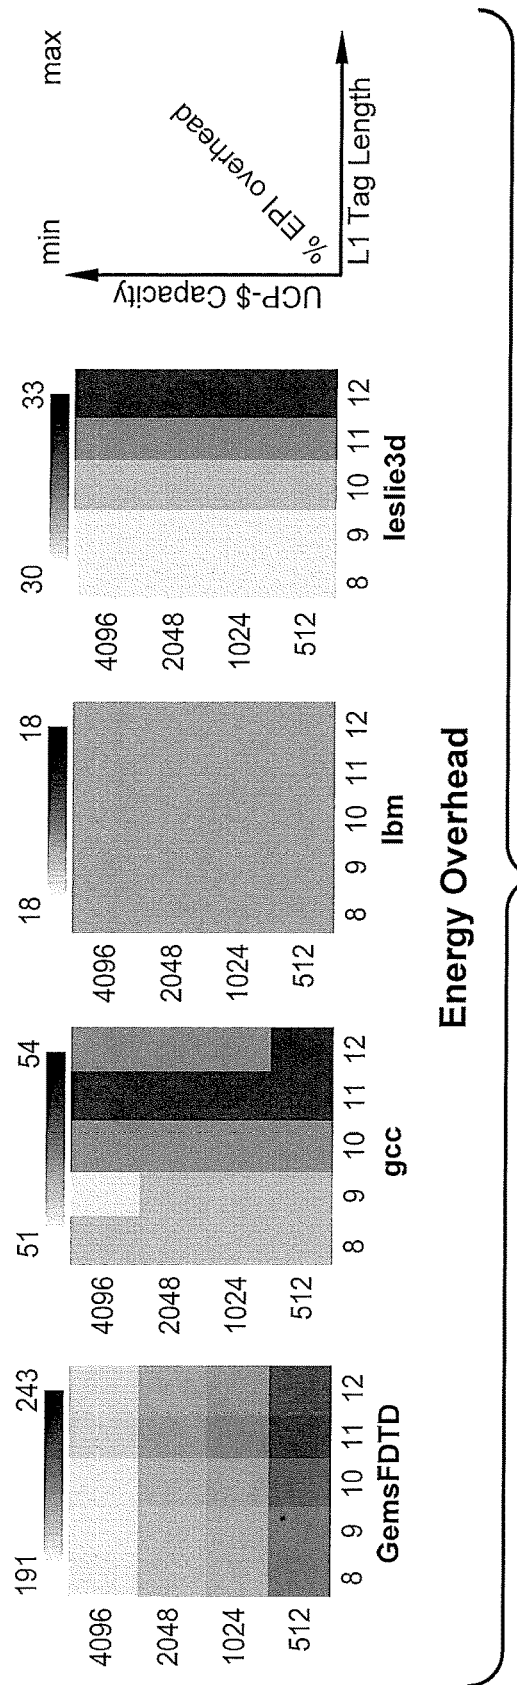 191 243
4096
2048
1024
512
8 9 10 11 12
GemsFDTD
51 54
4096
2048
1024
512
8 9 10 11 12
gcc
18 18
4096
2048
1024
512
8 9 10 11 12
lbm
30 33
4096
2048
1024
512
8 9 10 11 12
leslie3d
min max
UCP-$ Capacity
% EPI overhead
L1 Tag Length
Energy Overhead